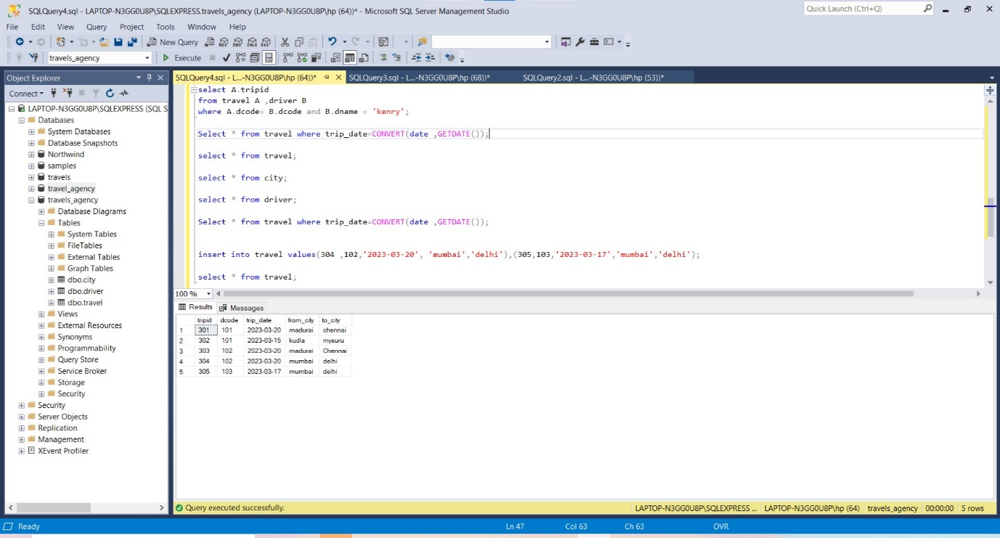 SQLQuery4.sql - LAPTOP-N3GG0U8P\SQLEXPRESS.travels_agency (LAPTOP-N3GG0U8P\hp (64))* - Microsoft SQL Server Management Studio
Quick Launch (Ctrl+Q)
File Edit View Query Project Tools Window Help
New Query
travels_agency
Execute
Object Explorer
Connect
LAPTOP-N3GG0U8P\SQLEXPRESS (SQL S
Databases
System Databases
Database Snapshots
Northwind
samples
travels
travel_agency
travels_agency
Database Diagrams
Tables
System Tables
FileTables
External Tables
Graph Tables
dbo.city
dbo.driver
dbo.travel
Views
External Resources
Synonyms
Programmability
Query Store
Service Broker
Storage
Security
Security
Server Objects
Replication
Management
XEvent Profiler
SQLQuery4.sql - L...-N3GG0U8P\hp (64))* SQLQuery3.sql - L...-N3GG0U8P\hp (68))* SQLQuery2.sql - L...-N3GG0U8P\hp (53))*
select A.tripid
from travel A ,driver B
where A.dcode= B.dcode and B.dname = 'kenry';
Select * from travel where trip_date=CONVERT(date ,GETDATE());
select * from travel;
select * from city;
select * from driver;
Select * from travel where trip_date=CONVERT(date ,GETDATE());
insert into travel values(304 ,102,'2023-03-20', 'mumbai','delhi'),(305,103,'2023-03-17','mumbai','delhi');
select * from travel;
100 %
Results Messages
tripid dcode trip_date from_city to_city
1 301 101 2023-03-20 madurai chennai
2 302 101 2023-03-15 kudla mysuru
3 303 102 2023-03-20 madurai Chennai
4 304 102 2023-03-20 mumbai delhi
5 305 103 2023-03-17 mumbai delhi
Query executed successfully. LAPTOP-N3GG0U8P\SQLEXPRESS ... LAPTOP-N3GG0U8P\hp (64) travels_agency 00:00:00 5 rows
Ready Ln 47 Col 63 Ch 63 OVR